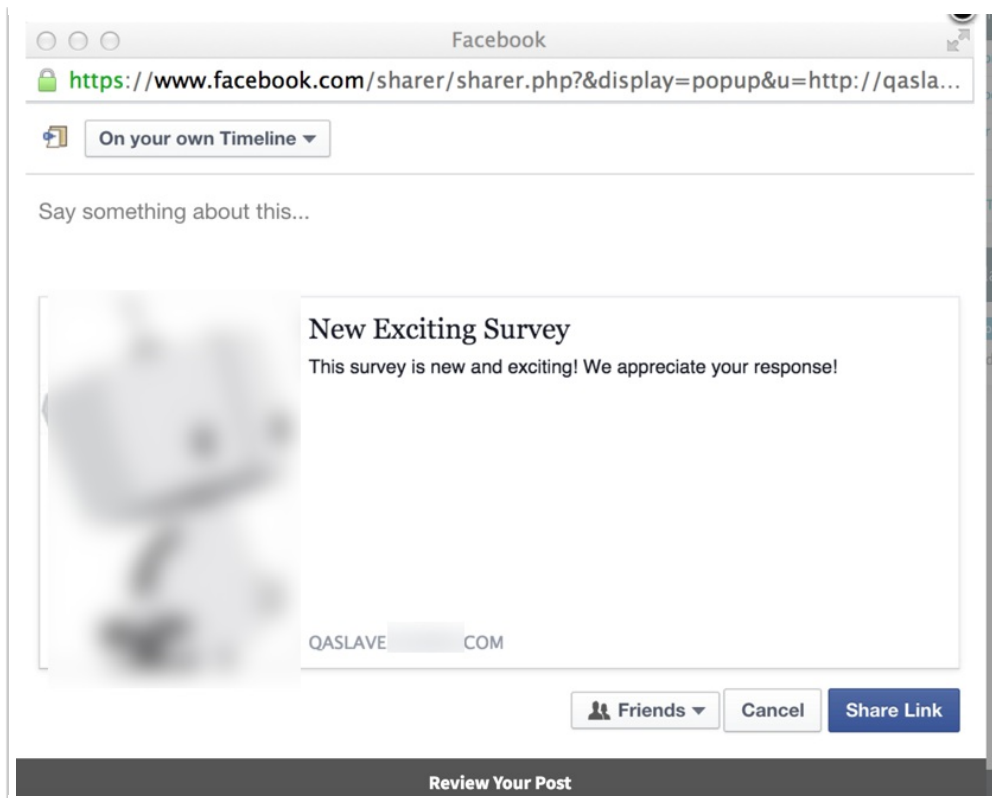 Facebook
https://www.facebook.com/sharer/sharer.php?&display=popup&u=http://qasla...
On your own Timeline
Say something about this...
New Exciting Survey
This survey is new and exciting! We appreciate your response!
QASLAVE COM
Friends Cancel Share Link
Review Your Post